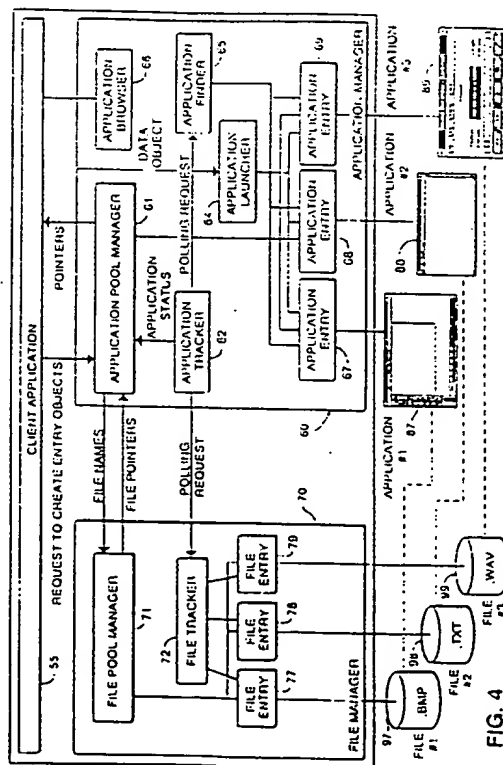 CLIENT APPLICATION
55
REQUEST TO CREATE ENTRY OBJECTS
POINTERS
FILE NAMES
FILE POINTERS
APPLICATION POOL MANAGER
61
APPLICATION BROWSER
66
DATA OBJECT
APPLICATION STATUS
POLLING REQUEST
APPLICATION TRACKER
62
APPLICATION LAUNCHER
64
APPLICATION FINDER
65
POLLING REQUEST
APPLICATION ENTRY
67
APPLICATION ENTRY
68
APPLICATION ENTRY
69
APPLICATION MANAGER
60
FILE POOL MANAGER
71
FILE TRACKER
72
FILE ENTRY
77
FILE ENTRY
78
FILE ENTRY
79
70
FILE MANAGER
APPLICATION #1
87
APPLICATION #2
88
APPLICATION #3
89
97
.BMP
FILE #1
98
.TXT
FILE #2
99
.WAV
FILE #3
FIG. 4